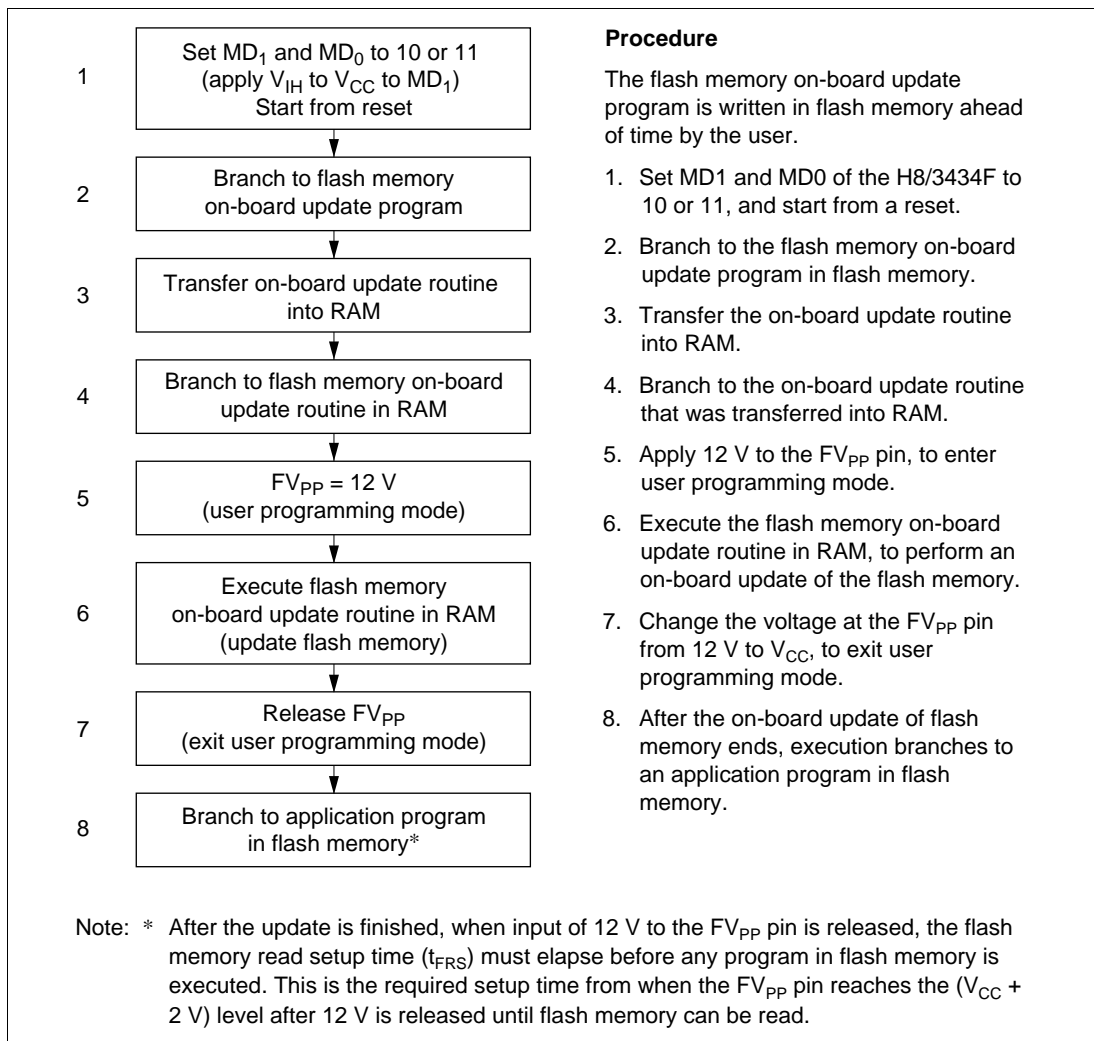 1
Set MD₁ and MD₀ to 10 or 11
(apply V_IH to V_CC to MD₁)
Start from reset
2
Branch to flash memory
on-board update program
3
Transfer on-board update routine
into RAM
4
Branch to flash memory on-board
update routine in RAM
5
FV_PP = 12 V
(user programming mode)
6
Execute flash memory
on-board update routine in RAM
(update flash memory)
7
Release FV_PP
(exit user programming mode)
8
Branch to application program
in flash memory*
Procedure
The flash memory on-board update
program is written in flash memory ahead
of time by the user.
1. Set MD1 and MD0 of the H8/3434F to
10 or 11, and start from a reset.
2. Branch to the flash memory on-board
update program in flash memory.
3. Transfer the on-board update routine
into RAM.
4. Branch to the on-board update routine
that was transferred into RAM.
5. Apply 12 V to the FV_PP pin, to enter
user programming mode.
6. Execute the flash memory on-board
update routine in RAM, to perform an
on-board update of the flash memory.
7. Change the voltage at the FV_PP pin
from 12 V to V_CC, to exit user
programming mode.
8. After the on-board update of flash
memory ends, execution branches to
an application program in flash
memory.
Note: * After the update is finished, when input of 12 V to the FV_PP pin is released, the flash
memory read setup time (t_FRS) must elapse before any program in flash memory is
executed. This is the required setup time from when the FV_PP pin reaches the (V_CC +
2 V) level after 12 V is released until flash memory can be read.